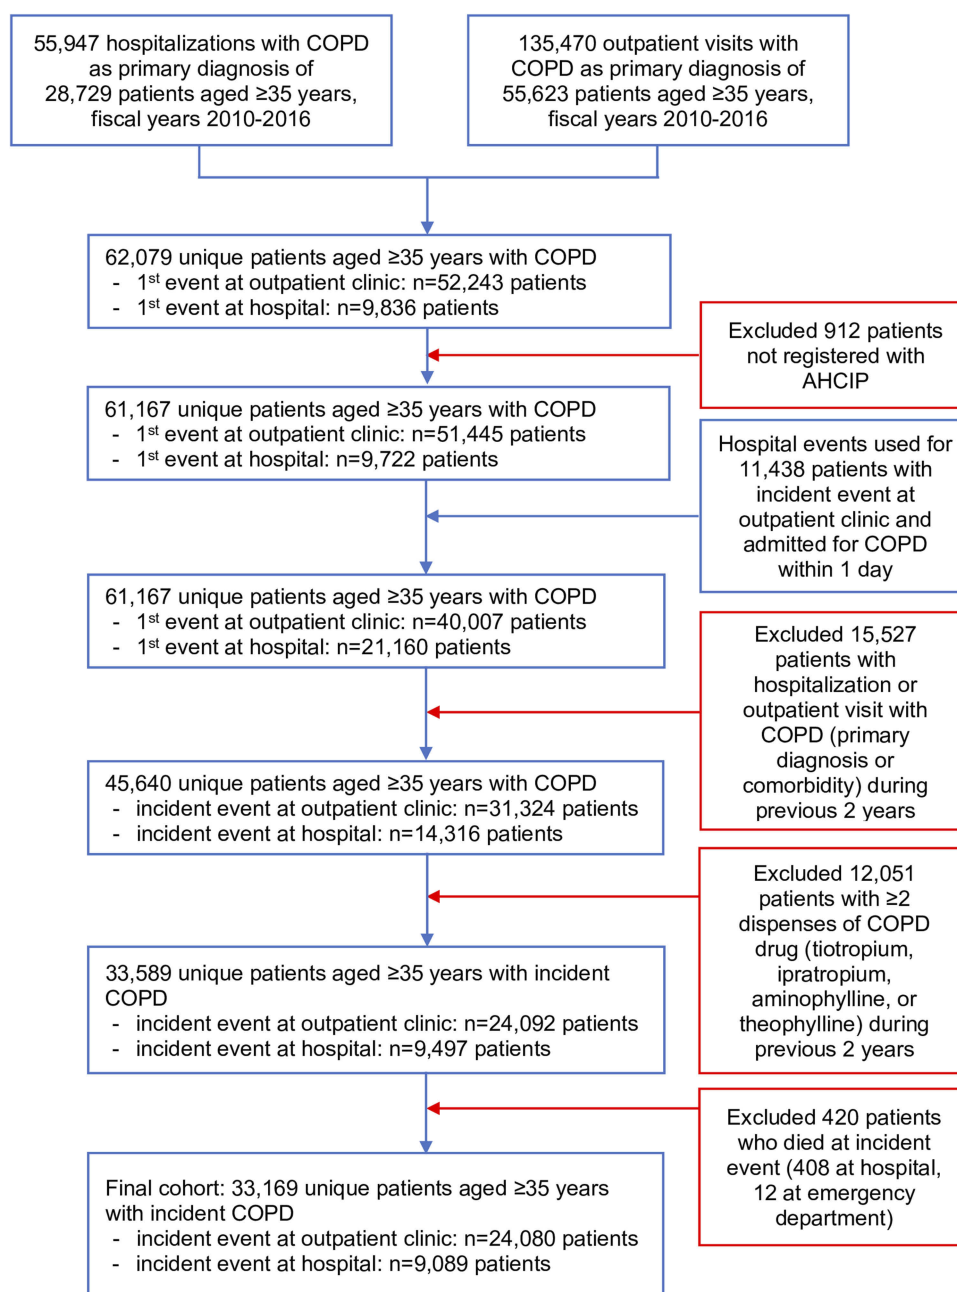 55,947 hospitalizations with COPD
as primary diagnosis of
28,729 patients aged ≥35 years,
fiscal years 2010-2016
135,470 outpatient visits with
COPD as primary diagnosis of
55,623 patients aged ≥35 years,
fiscal years 2010-2016
62,079 unique patients aged ≥35 years with COPD
- 1st event at outpatient clinic: n=52,243 patients
- 1st event at hospital: n=9,836 patients
Excluded 912 patients
not registered with
AHCIP
61,167 unique patients aged ≥35 years with COPD
- 1st event at outpatient clinic: n=51,445 patients
- 1st event at hospital: n=9,722 patients
Hospital events used for
11,438 patients with
incident event at
outpatient clinic and
admitted for COPD
within 1 day
61,167 unique patients aged ≥35 years with COPD
- 1st event at outpatient clinic: n=40,007 patients
- 1st event at hospital: n=21,160 patients
Excluded 15,527
patients with
hospitalization or
outpatient visit with
COPD (primary
diagnosis or
comorbidity) during
previous 2 years
45,640 unique patients aged ≥35 years with COPD
- incident event at outpatient clinic: n=31,324 patients
- incident event at hospital: n=14,316 patients
Excluded 12,051
patients with ≥2
dispenses of COPD
drug (tiotropium,
ipratropium,
aminophylline, or
theophylline) during
previous 2 years
33,589 unique patients aged ≥35 years with incident
COPD
- incident event at outpatient clinic: n=24,092 patients
- incident event at hospital: n=9,497 patients
Excluded 420 patients
who died at incident
event (408 at hospital,
12 at emergency
department)
Final cohort: 33,169 unique patients aged ≥35 years
with incident COPD
- incident event at outpatient clinic: n=24,080 patients
- incident event at hospital: n=9,089 patients